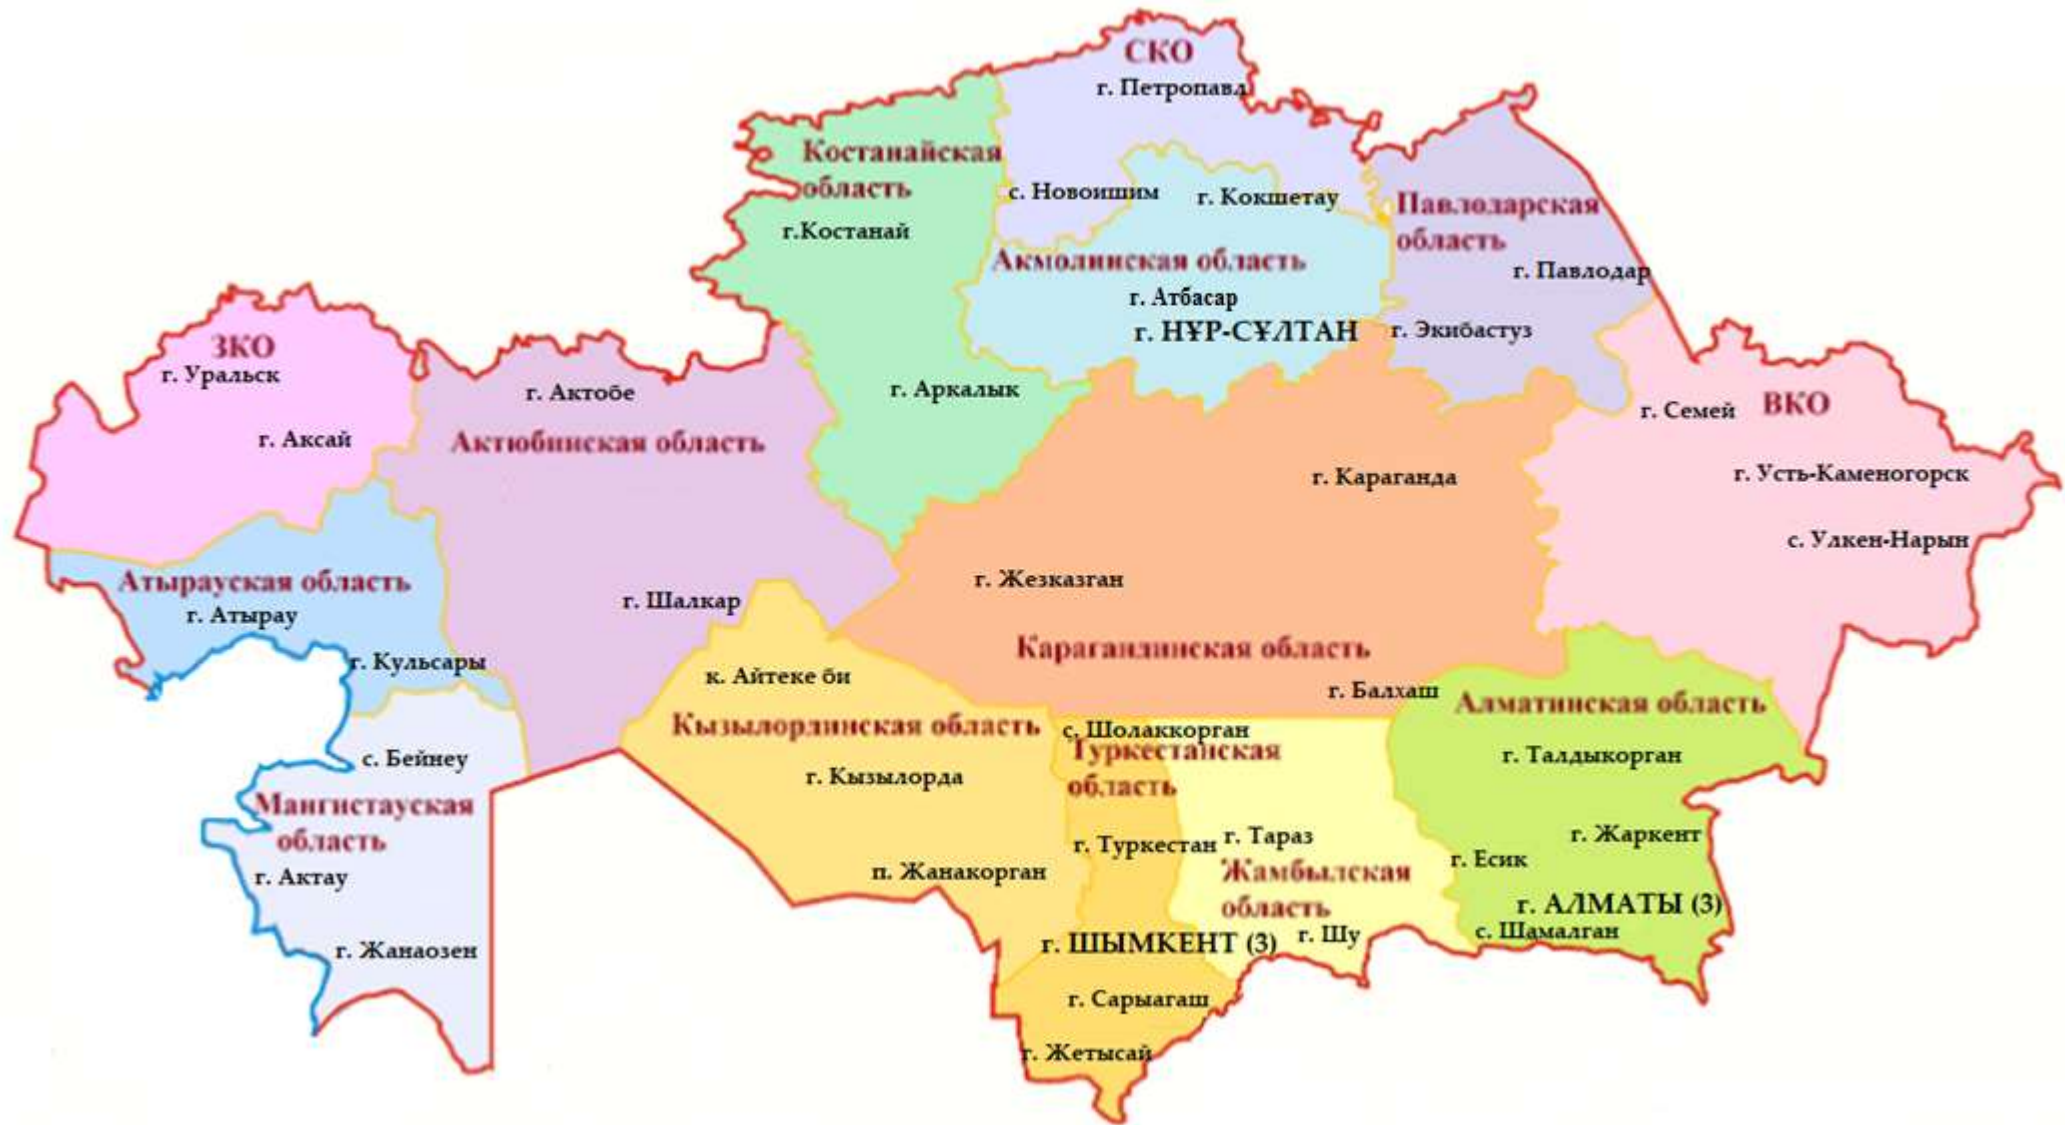 СКО
г. Петропавл
Костанайская
область
с. Новоишим
г. Кокшетау
Павлодарская
область
г.Костанай
Акмолинская область
г. Павлодар
г. Атбасар
г. НҰР-СҰЛТАН
г. Экибастуз
ЗКО
г. Уральск
г. Актобе
г. Аркалык
г. Семей
ВКО
г. Аксай
Актюбинская область
г. Караганда
г. Усть-Каменогорск
с. Улкен-Нарын
Атырауская область
г. Атырау
г. Жезказган
г. Шалкар
Карагандинская область
г. Кульсары
к. Айтеке би
г. Балхаш
Алматинская область
Кызылординская область
с. Шолаккорган
Туркестанская
область
с. Бейнеу
г. Кызылорда
г. Талдыкорган
Мангистауская
область
г. Туркестан
г. Тараз
г. Жаркент
г. Есик
г. Актау
п. Жанакорган
Жамбылская
область
г. АЛМАТЫ (3)
г. Жанаозен
г. ШЫМКЕНТ (3)
г. Шу
с. Шамалган
г. Сарыагаш
г. Жетысай